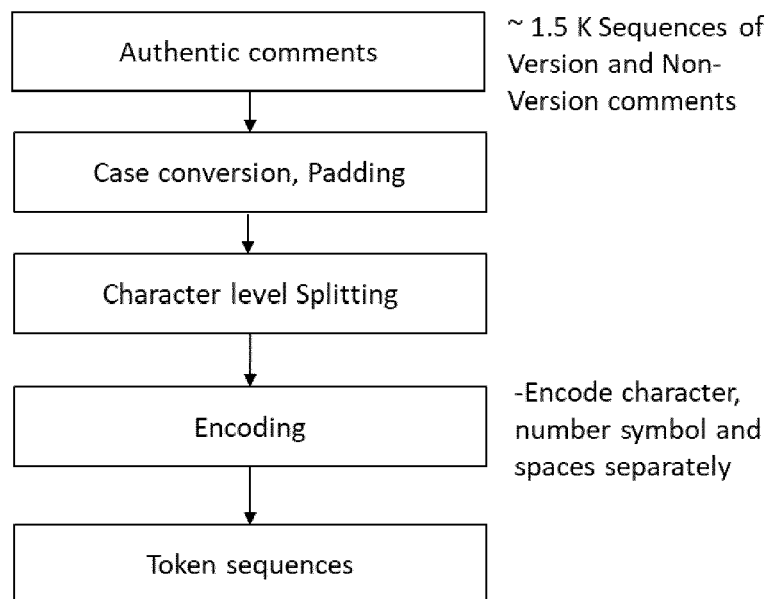 Authentic comments
~ 1.5 K Sequences of
Version and Non-
Version comments
Case conversion, Padding
Character level Splitting
Encoding
-Encode character,
number symbol and
spaces separately
Token sequences